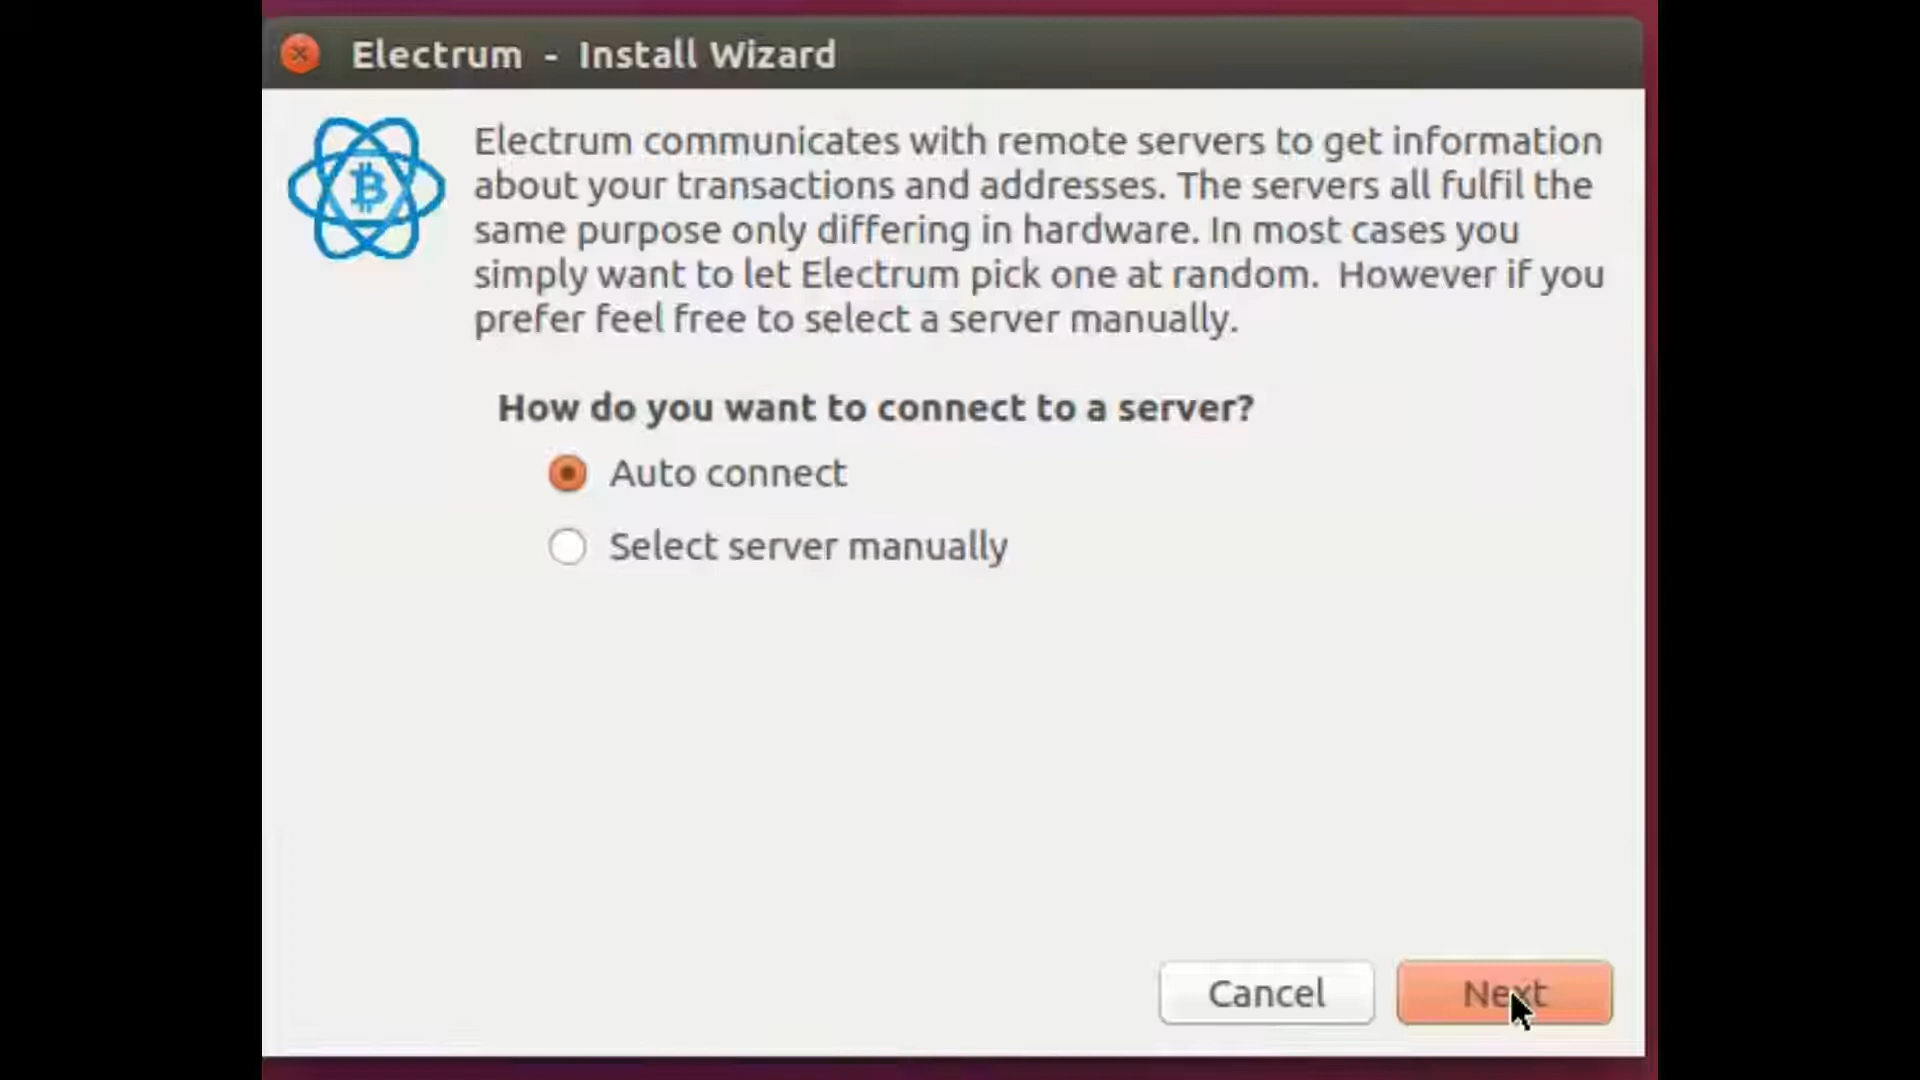 Electrum - Install Wizard
Electrum communicates with remote servers to get information
about your transactions and addresses. The servers all fulfil the
same purpose only differing in hardware. In most cases you
simply want to let Electrum pick one at random.  However if you
prefer feel free to select a server manually.
How do you want to connect to a server?
Auto connect
Select server manually
Cancel
Next